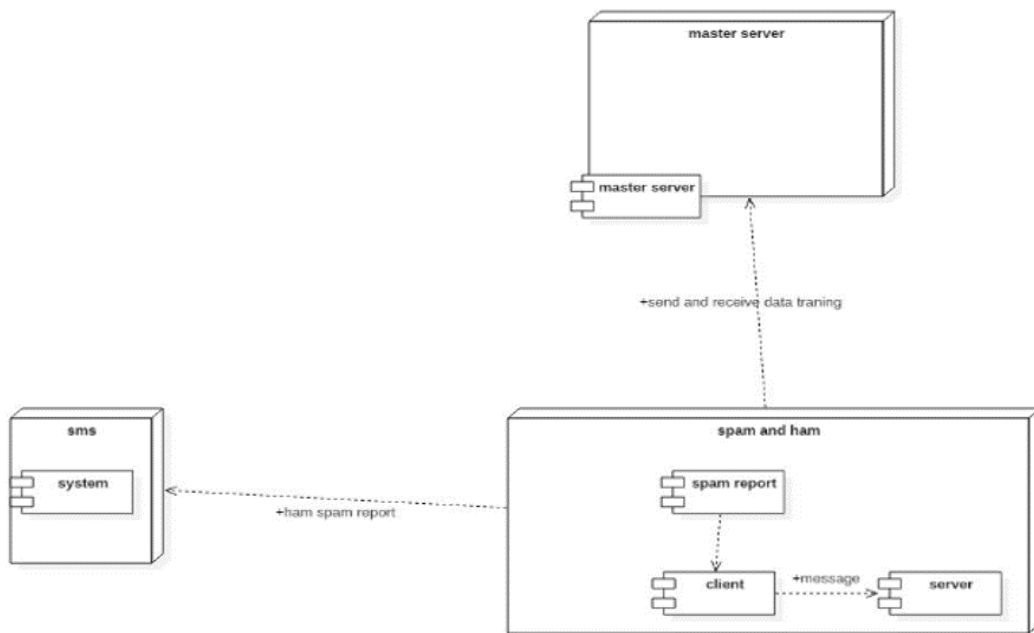 master server
master server
+send and receive data traning
sms
system
+ham spam report
spam and ham
spam report
client
+message
server